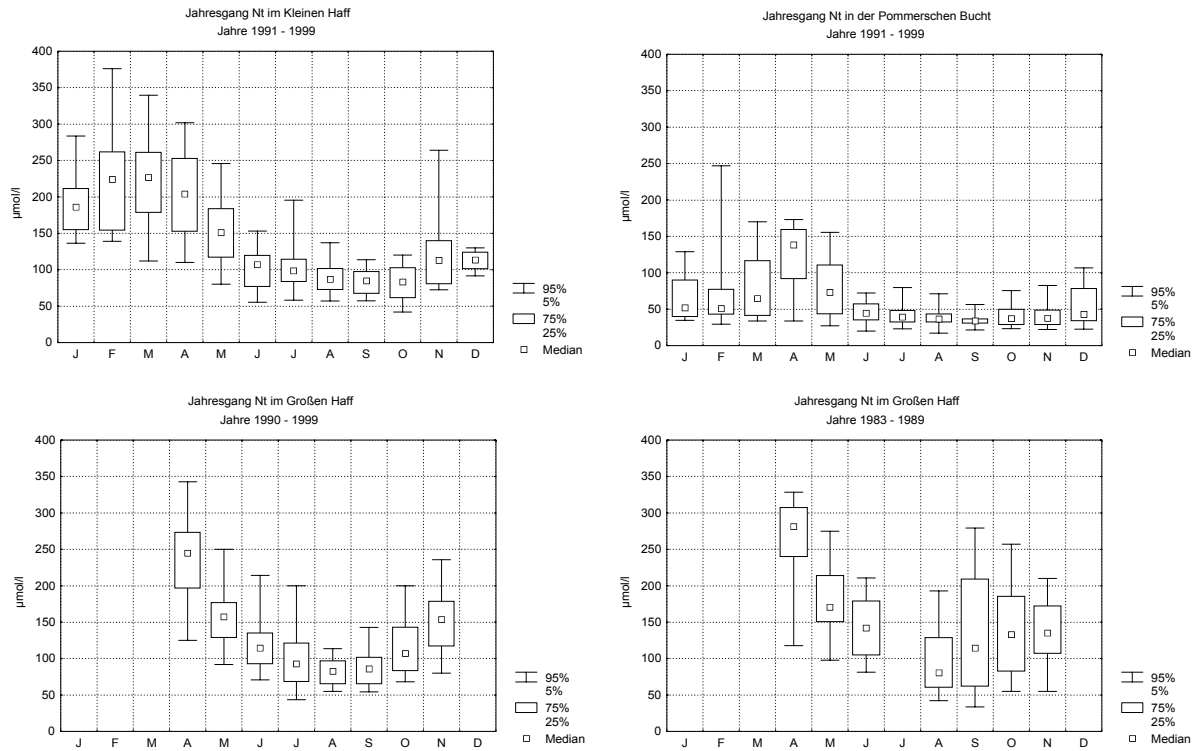 Jahresgang Nt im Kleinen Haff
Jahre 1991 - 1999
400
350
300
250
200
150
100
50
0
µmol/l
J F M A M J J A S O N D
95%
5%
75%
25%
Median
Jahresgang Nt in der Pommerschen Bucht
Jahre 1991 - 1999
400
350
300
250
200
150
100
50
0
µmol/l
J F M A M J J A S O N D
95%
5%
75%
25%
Median
Jahresgang Nt im Großen Haff
Jahre 1990 - 1999
400
350
300
250
200
150
100
50
0
µmol/l
J F M A M J J A S O N D
95%
5%
75%
25%
Median
Jahresgang Nt im Großen Haff
Jahre 1983 - 1989
400
350
300
250
200
150
100
50
0
µmol/l
J F M A M J J A S O N D
95%
5%
75%
25%
Median